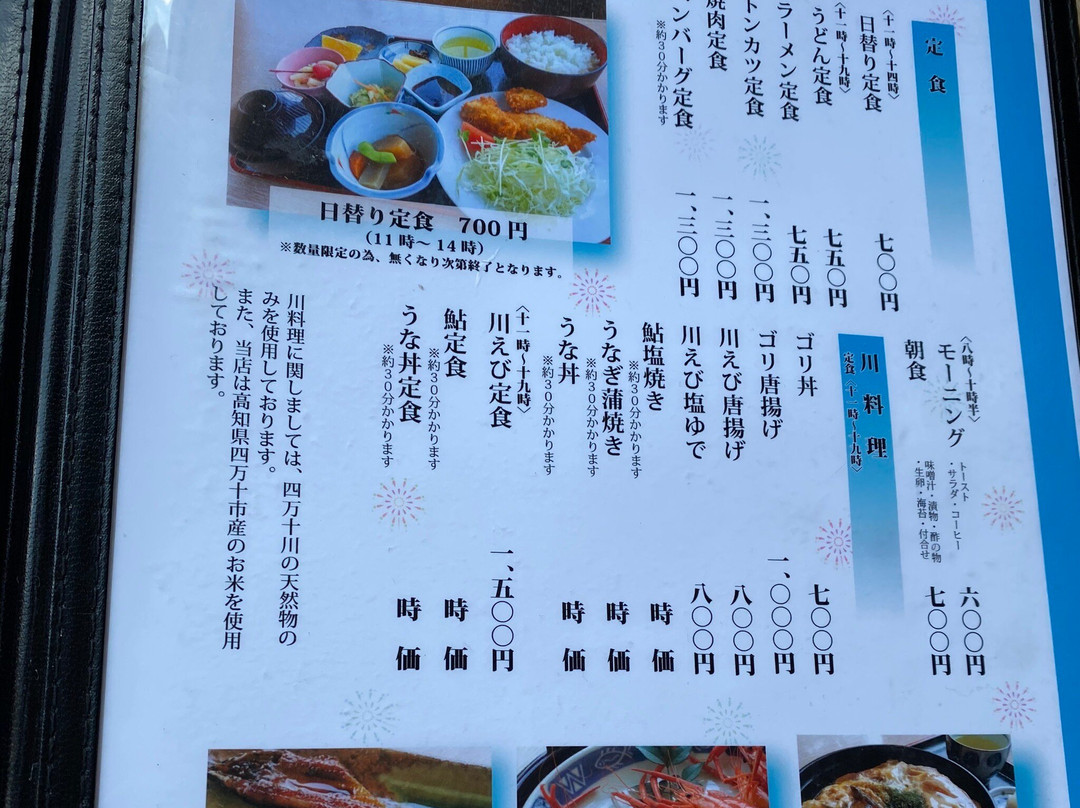 定食
〈十一時〜十四時〉
日替り定食 七〇〇円
〈十一時〜十九時〉
うどん定食 七五〇円
ラーメン定食 七五〇円
トンカツ定食 一、三〇〇円
焼肉定食 一、三〇〇円
ンバーグ定食 一、三〇〇円
※約30分かかります
日替り定食 700円
(11時〜14時)
※数量限定の為、無くなり次第終了となります。
〈八時〜十時半〉
モーニング 六〇〇円
・トースト
・サラダ・コーヒー
朝食 七〇〇円
味噌汁・漬物・酢の物
・生卵・海苔・付合せ
川料理
定食〈十一時〜十九時〉
ゴリ丼 七〇〇円
ゴリ唐揚げ 一、〇〇〇円
川えび唐揚げ 八〇〇円
川えび塩ゆで 八〇〇円
鮎塩焼き 時価
※約30分かかります
うなぎ蒲焼き 時価
※約30分かかります
うな丼 時価
※約30分かかります
〈十一時〜十九時〉
川えび定食 一、五〇〇円
鮎定食 時価
※約30分かかります
うな丼定食 時価
※約30分かかります
川料理に関しましては、四万十川の天然物の
みを使用しております。
また、当店は高知県四万十市産のお米を使用
しております。